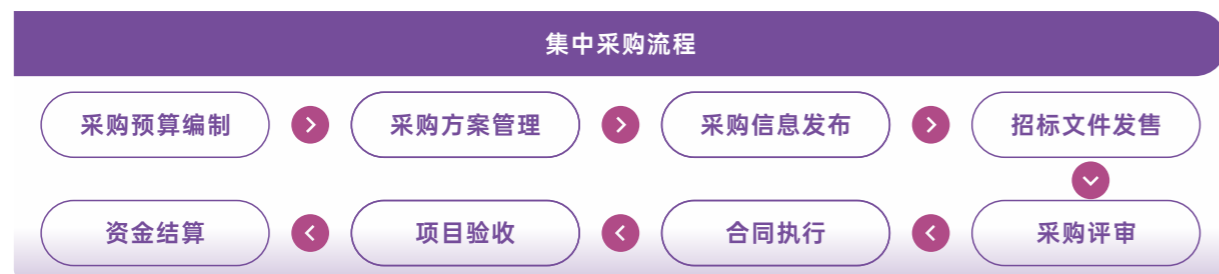 集中采购流程
采购预算编制
采购方案管理
采购信息发布
招标文件发售
采购评审
合同执行
项目验收
资金结算